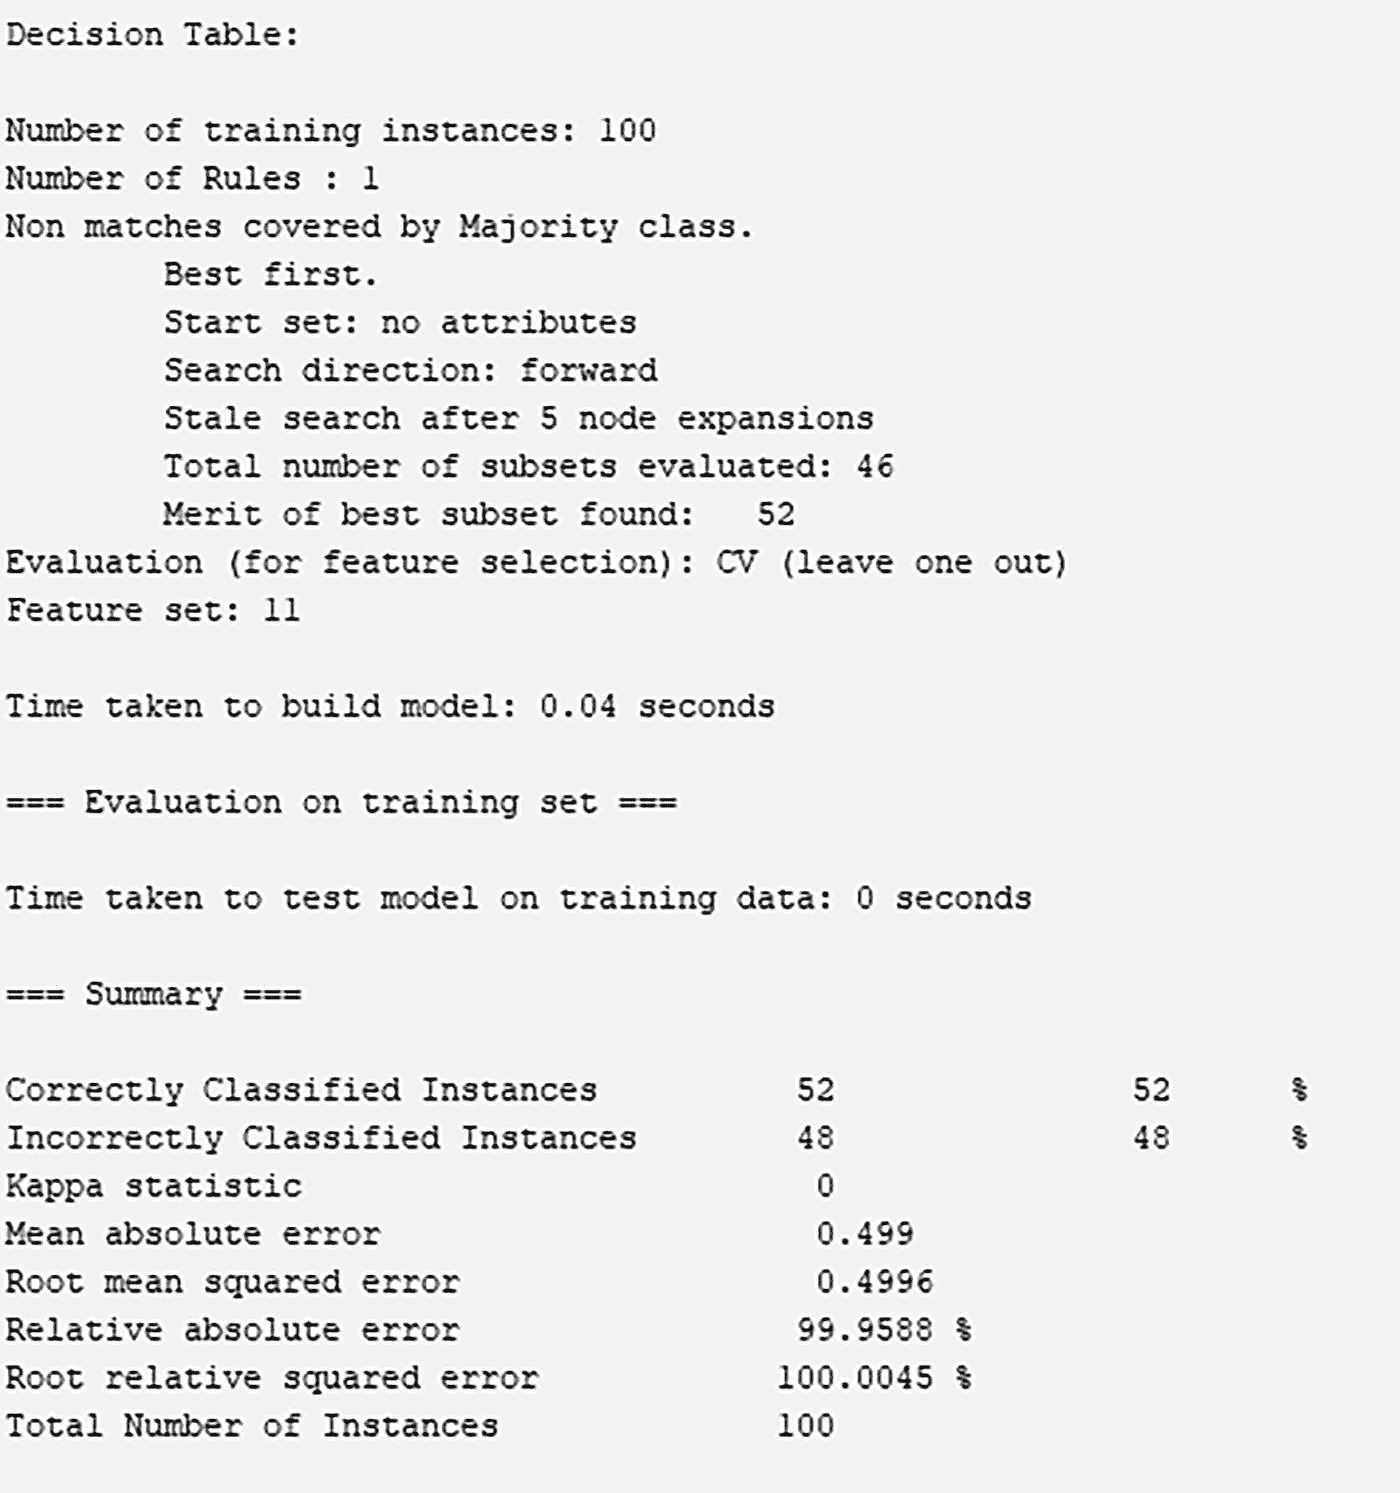 Decision Table:
Number of training instances: 100
Number of Rules : 1
Non matches covered by Majority class.
Best first.
Start set: no attributes
Search direction: forward
Stale search after 5 node expansions
Total number of subsets evaluated: 46
Merit of best subset found:   52
Evaluation (for feature selection): CV (leave one out)
Feature set: 11
Time taken to build model: 0.04 seconds
=== Evaluation on training set ===
Time taken to test model on training data: 0 seconds
=== Summary ===
Correctly Classified Instances 52 52 %
Incorrectly Classified Instances 48 48 %
Kappa statistic 0
Mean absolute error 0.499
Root mean squared error 0.4996
Relative absolute error 99.9588 %
Root relative squared error 100.0045 %
Total Number of Instances 100